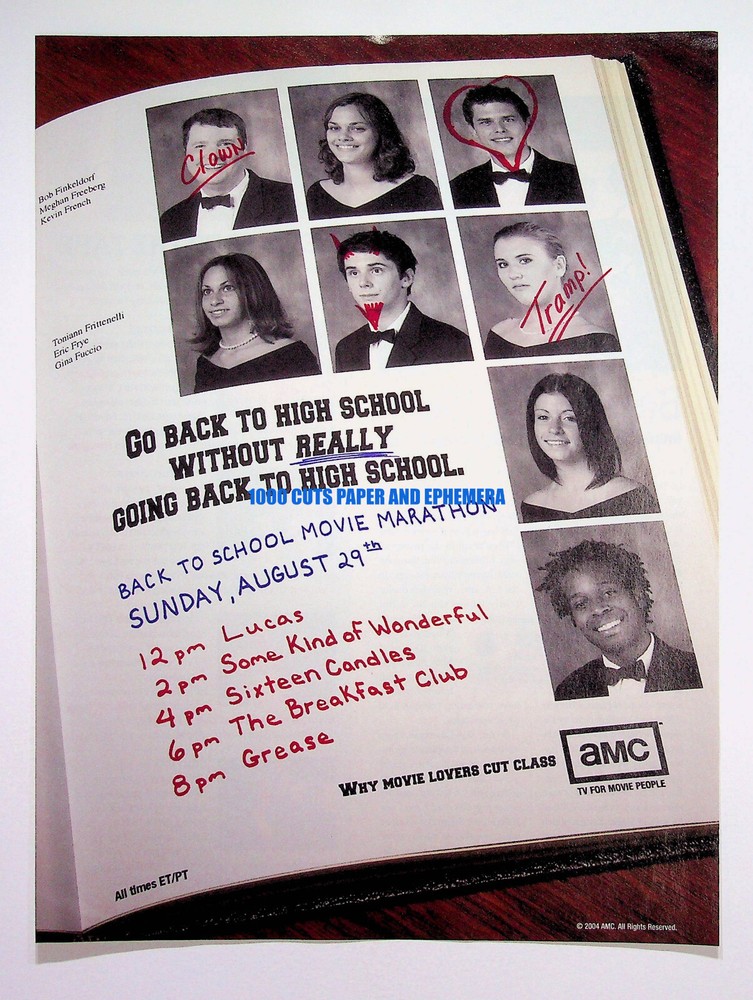 Bob Finkeldorf
Meghan Freeberg
Kevin French
Clown
Toniann Frittenelli
Eric Frye
Gina Fuccio
Tramp!
GO BACK TO HIGH SCHOOL
WITHOUT REALLY
GOING BACK TO HIGH SCHOOL.
1000 CUTS PAPER AND EPHEMERA
BACK TO SCHOOL MOVIE MARATHON
SUNDAY, AUGUST 29th
12 pm Lucas
2 pm Some Kind of Wonderful
4 pm Sixteen Candles
6 pm The Breakfast Club
8 pm Grease
WHY MOVIE LOVERS CUT CLASS
aMC
TV FOR MOVIE PEOPLE
All times ET/PT
© 2004 AMC. All Rights Reserved.